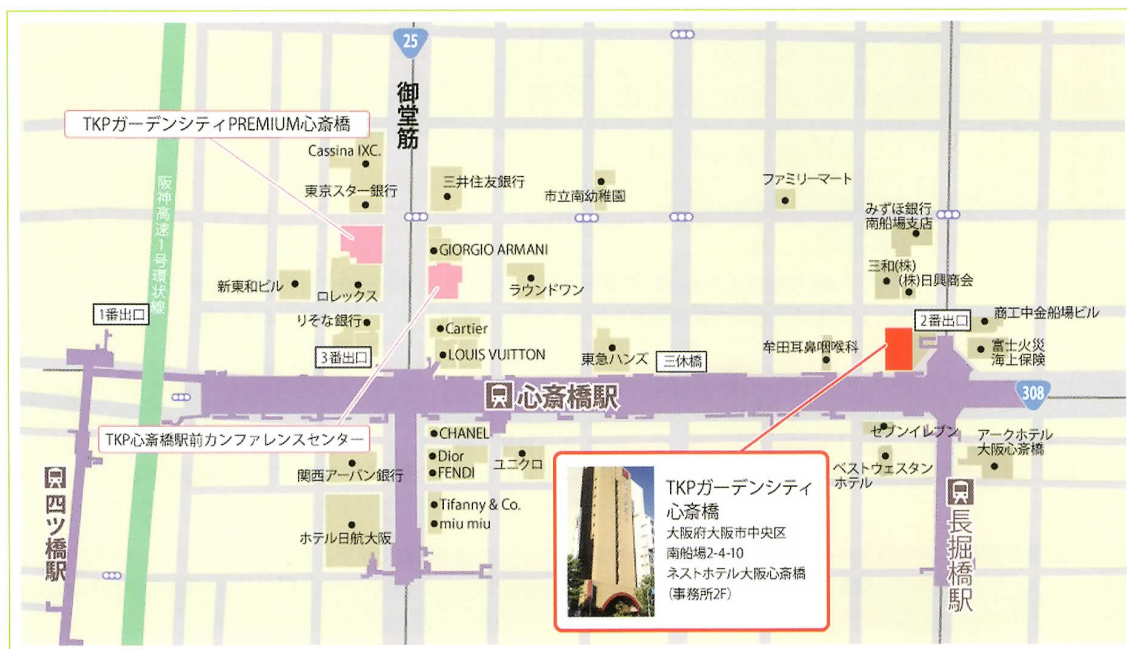 25
御堂筋
TKPガーデンシティPREMIUM心斎橋
Cassina IXC.
東京スター銀行
三井住友銀行
市立南幼稚園
ファミリーマート
みずほ銀行
南船場支店
阪神高速1号環状線
GIORGIO ARMANI
新東和ビル
ロレックス
ラウンドワン
三和(株)
(株)日興商会
1番出口
りそな銀行
3番出口
Cartier
LOUIS VUITTON
東急ハンズ
三休橋
牟田耳鼻咽喉科
2番出口
商工中金船場ビル
富士火災
海上保険
心斎橋駅
308
TKP心斎橋駅前カンファレンスセンター
CHANEL
Dior
FENDI
ユニクロ
関西アーバン銀行
セブンイレブン
ベストウェスタン
ホテル
アークホテル
大阪心斎橋
四ツ橋駅
Tifanny & Co.
miu miu
ホテル日航大阪
TKPガーデンシティ
心斎橋
大阪府大阪市中央区
南船場2-4-10
ネストホテル大阪心斎橋
(事務所2F)
長堀橋駅